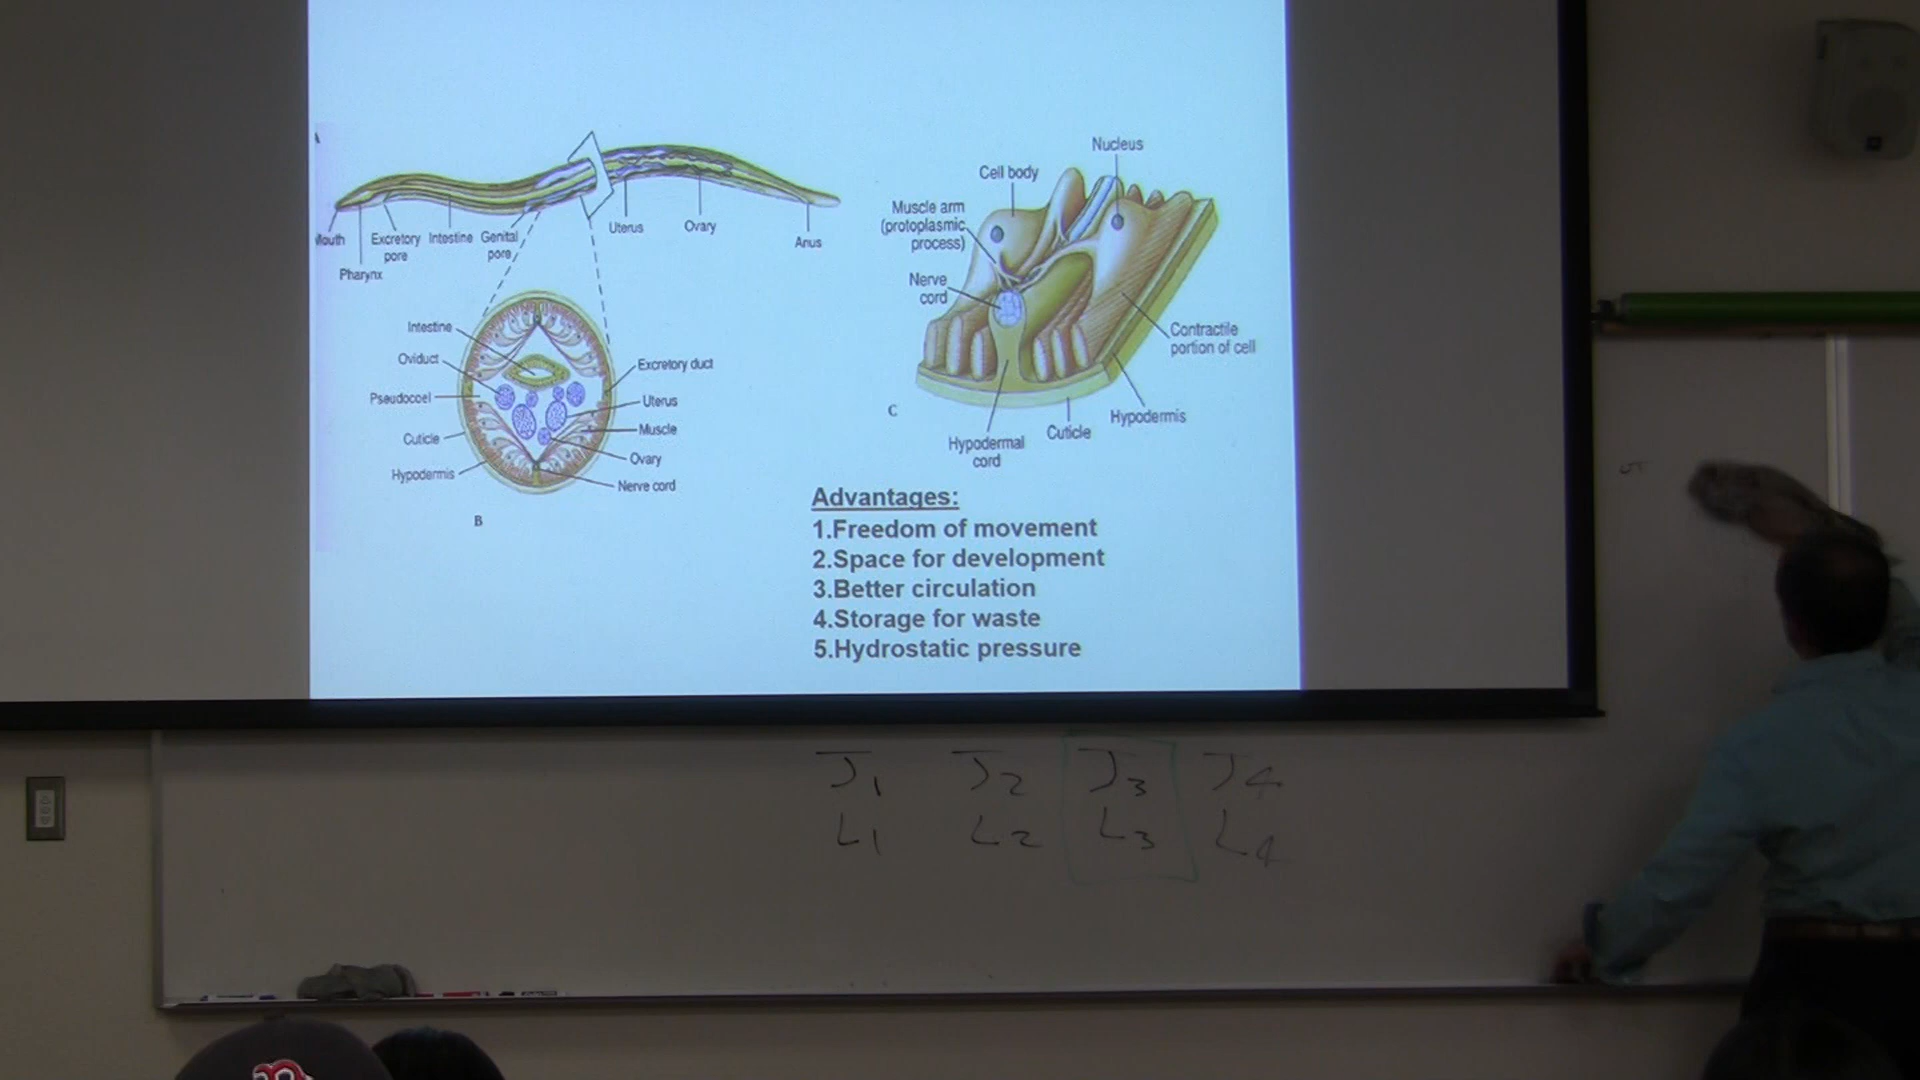 A
Mouth
Pharynx
Excretory
pore
Intestine
Genital
pore
Uterus
Ovary
Anus
Intestine
Oviduct
Pseudocoel
Cuticle
Hypodermis
Excretory duct
Uterus
Muscle
Ovary
Nerve cord
B
Nucleus
Cell body
Muscle arm
(protoplasmic
process)
Nerve
cord
Contractile
portion of cell
Hypodermis
Cuticle
Hypodermal
cord
C
Advantages:
1.Freedom of movement
2.Space for development
3.Better circulation
4.Storage for waste
5.Hydrostatic pressure
J1 J2 J3 J4
L1 L2 L3 L4